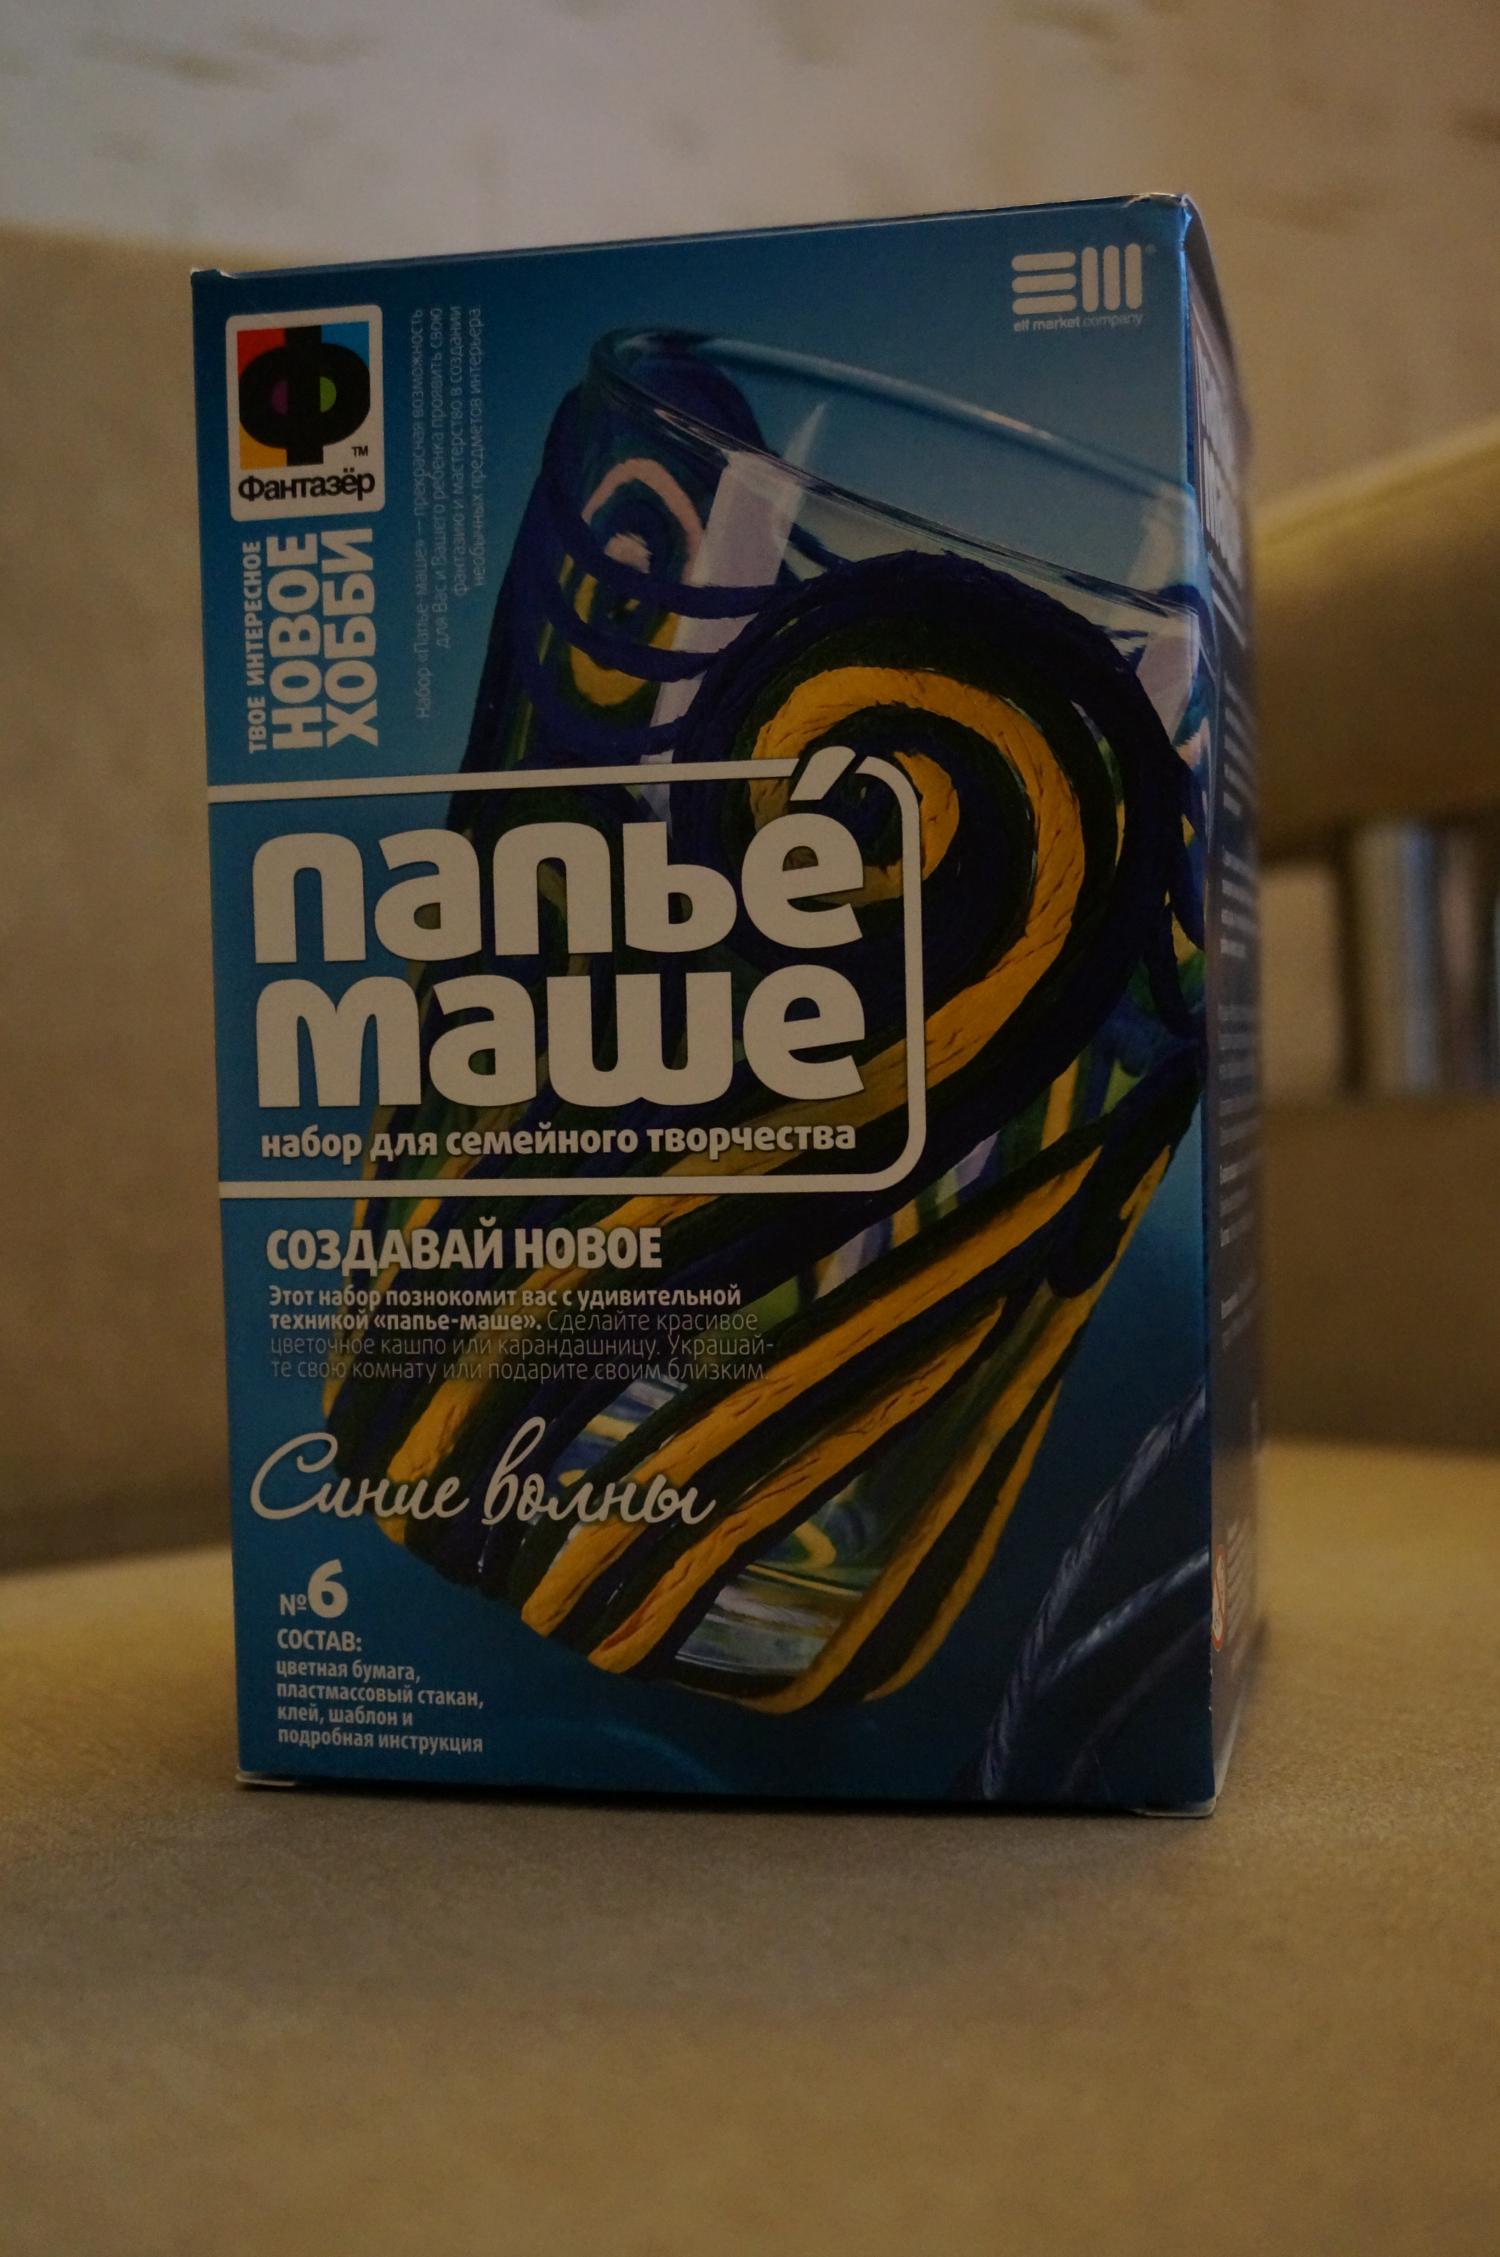 elf market company
Фантазёр
TM
ТВОЕ ИНТЕРЕСНОЕ
НОВОЕ
ХОББИ
Набор «Папье-маше» – прекрасная возможность
для Вас и Вашего ребенка проявить свою
фантазию и мастерство в создании
необычных предметов интерьера
папье́
маше
набор для семейного творчества
СОЗДАВАЙ НОВОЕ
Этот набор познокомит вас с удивительной
техникой «папье-маше». Сделайте красивое
цветочное кашпо или карандашницу. Украшай-
те свою комнату или подарите своим близким.
Синие волны
№6
СОСТАВ:
цветная бумага,
пластмассовый стакан,
клей, шаблон и
подробная инструкция